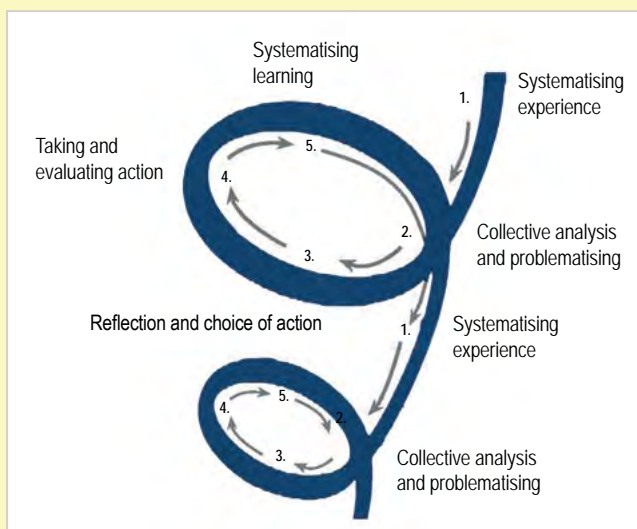 Systematising
learning
1.
Systematising
experience
Taking and
evaluating action
5.
4.
2.
3.
Collective analysis
and problematising
Reflection and choice of action
1.
Systematising
experience
5.
4.
2.
3.
Collective analysis
and problematising